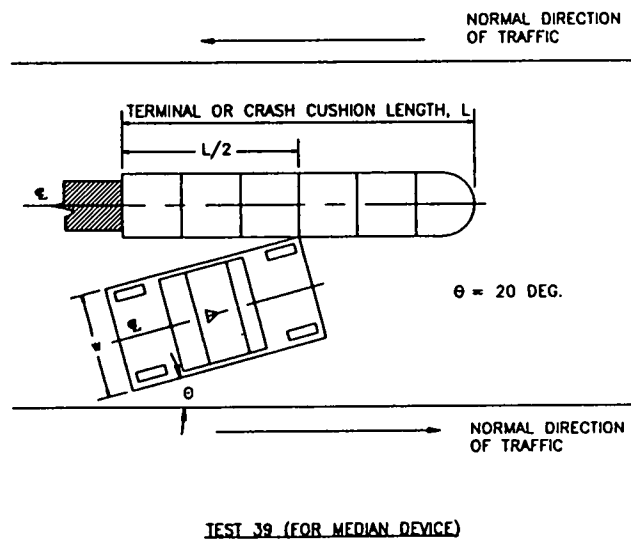 NORMAL DIRECTION
OF TRAFFIC
TERMINAL OR CRASH CUSHION LENGTH, L
L/2
℄
Θ = 20 DEG.
℄
w
Θ
NORMAL DIRECTION
OF TRAFFIC
TEST 39 (FOR MEDIAN DEVICE)